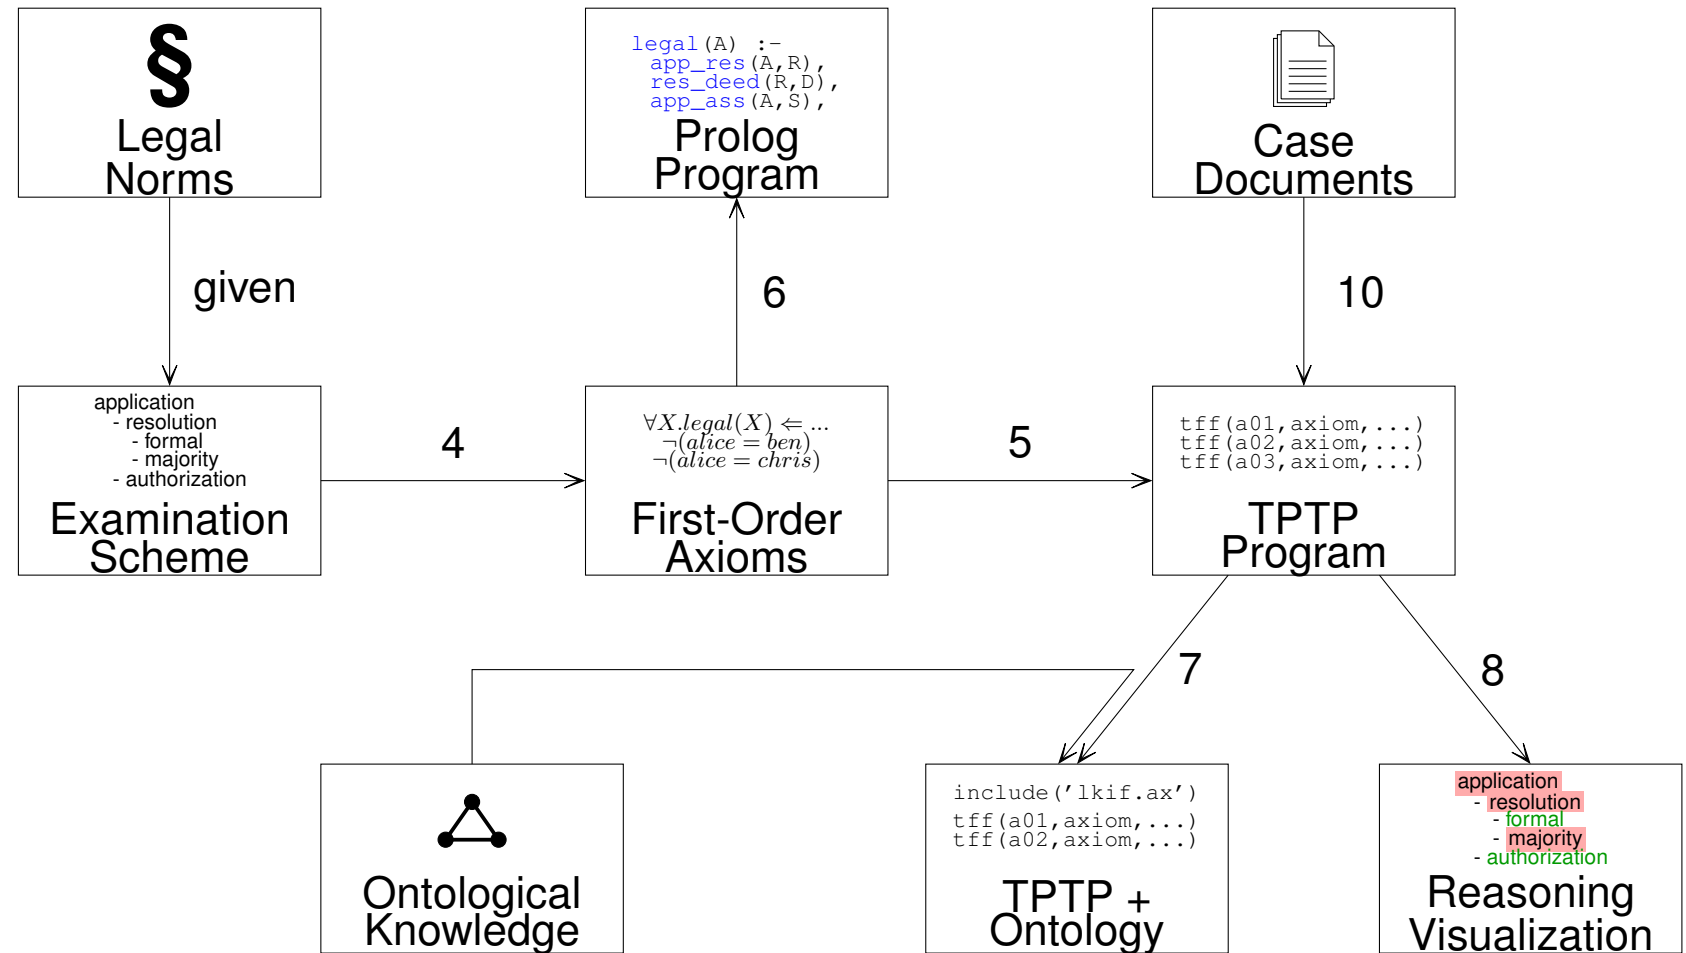 §
Legal
Norms
legal(A) :-
app_res(A,R),
res_deed(R,D),
app_ass(A,S),
Prolog
Program
Case
Documents
given
6
10
application
- resolution
- formal
- majority
- authorization
Examination
Scheme
4
∀X.legal(X) ⇐ ...
¬(alice = ben)
¬(alice = chris)
First-Order
Axioms
5
tff(a01,axiom,...)
tff(a02,axiom,...)
tff(a03,axiom,...)
TPTP
Program
7
8
Ontological
Knowledge
include('lkif.ax')
tff(a01,axiom,...)
tff(a02,axiom,...)
TPTP +
Ontology
application
- resolution
- formal
- majority
- authorization
Reasoning
Visualization